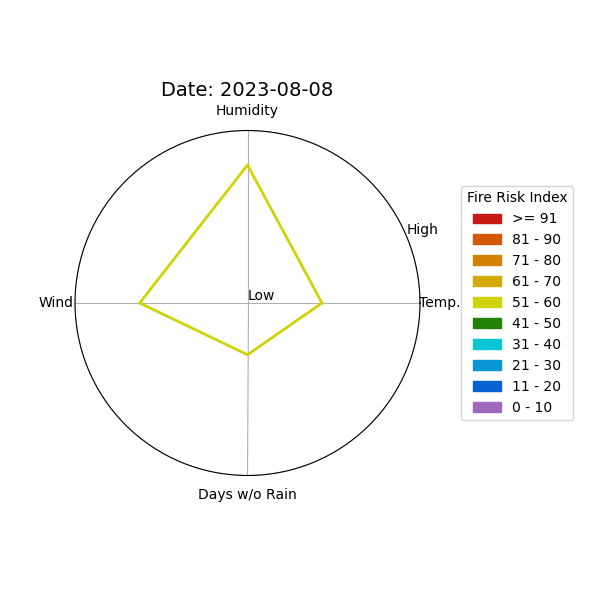 Date: 2023-08-08
Humidity
High
Low
Wind
Temp.
Days w/o Rain
Fire Risk Index
>= 91
81 - 90
71 - 80
61 - 70
51 - 60
41 - 50
31 - 40
21 - 30
11 - 20
0 - 10